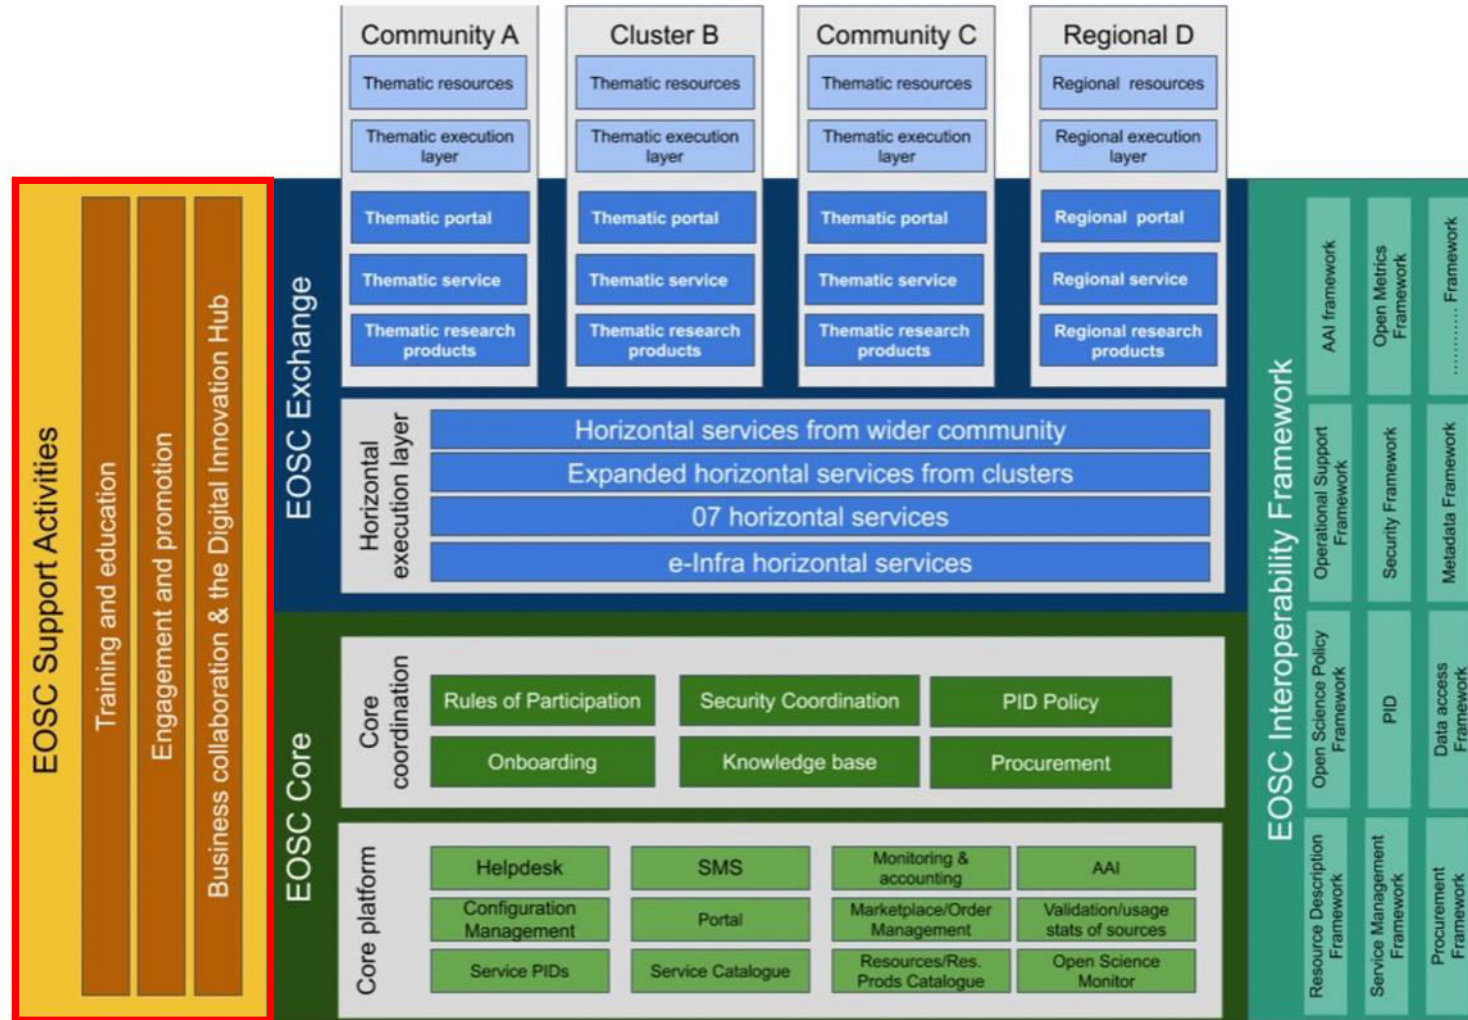 Community A
Cluster B
Community C
Regional D
Thematic resources
Thematic resources
Thematic resources
Regional resources
Thematic execution
layer
Thematic execution
layer
Thematic execution
layer
Regional execution
layer
Thematic portal
Thematic portal
Thematic portal
Regional portal
Thematic service
Thematic service
Thematic service
Regional service
Thematic research
products
Thematic research
products
Thematic research
products
Regional research
products
EOSC Support Activities
Training and education
Engagement and promotion
Business collaboration & the Digital Innovation Hub
EOSC Exchange
Horizontal
execution layer
Horizontal services from wider community
Expanded horizontal services from clusters
07 horizontal services
e-Infra horizontal services
EOSC Core
Core
coordination
Rules of Participation
Security Coordination
PID Policy
Onboarding
Knowledge base
Procurement
Core platform
Helpdesk
SMS
Monitoring &
accounting
AAI
Configuration
Management
Portal
Marketplace/Order
Management
Validation/usage
stats of sources
Service PIDs
Service Catalogue
Resources/Res.
Prods Catalogue
Open Science
Monitor
EOSC Interoperability Framework
AAI framework
Open Metrics
Framework
........... Framework
Operational Support
Framework
Security Framework
Metadata Framework
Open Science Policy
Framework
PID
Data access
Framework
Resource Description
Framework
Service Management
Framework
Procurement
Framework